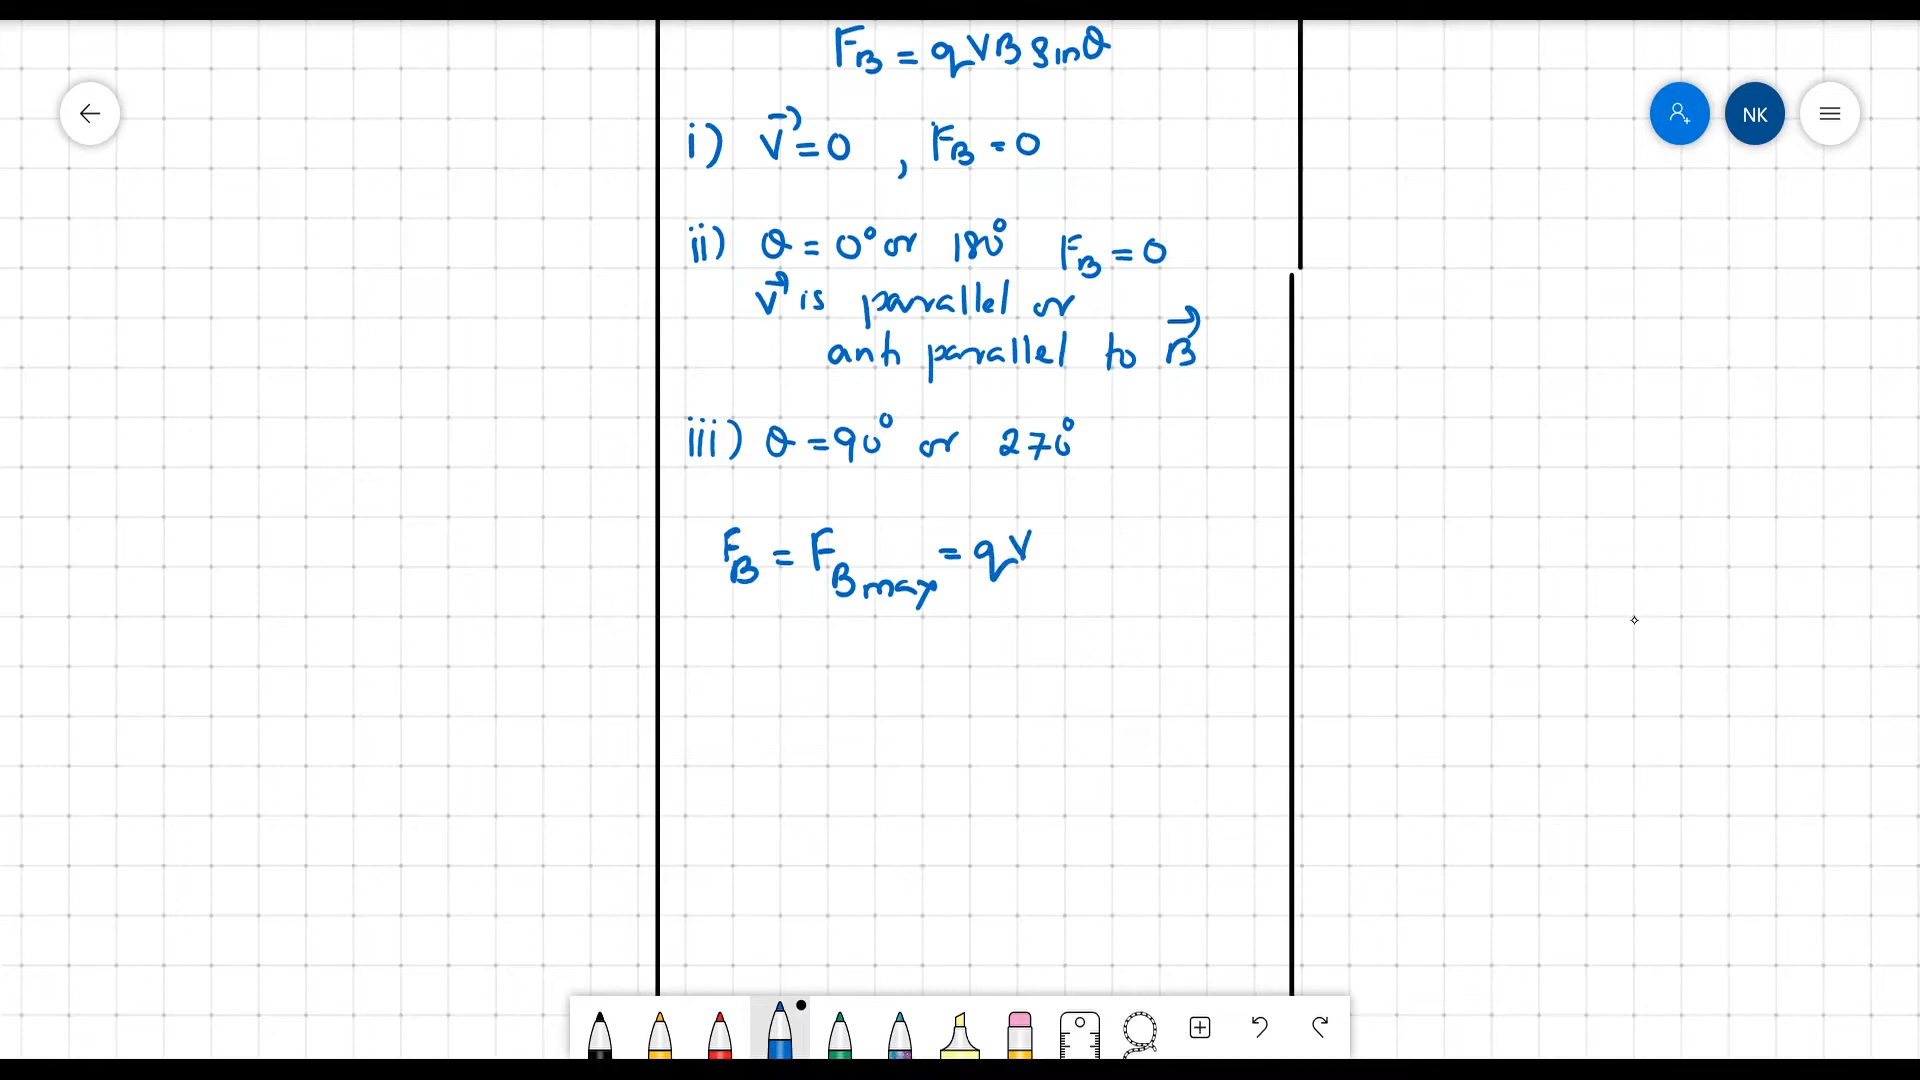 F_B = qVB sinθ
NK
i) V⃗ = 0 , F_B = 0
ii) θ = 0° or 180° F_B = 0
V⃗ is parallel or
anti parallel to B⃗
iii) θ = 90° or 270°
F_B = F_Bmax = qV